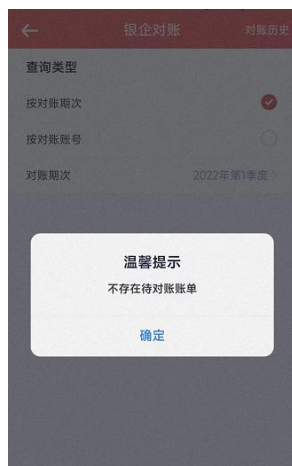 银企对账
对账历史
查询类型
按对账期次
按对账账号
对账期次
2022年第1季度
温馨提示
不存在待对账账单
确定